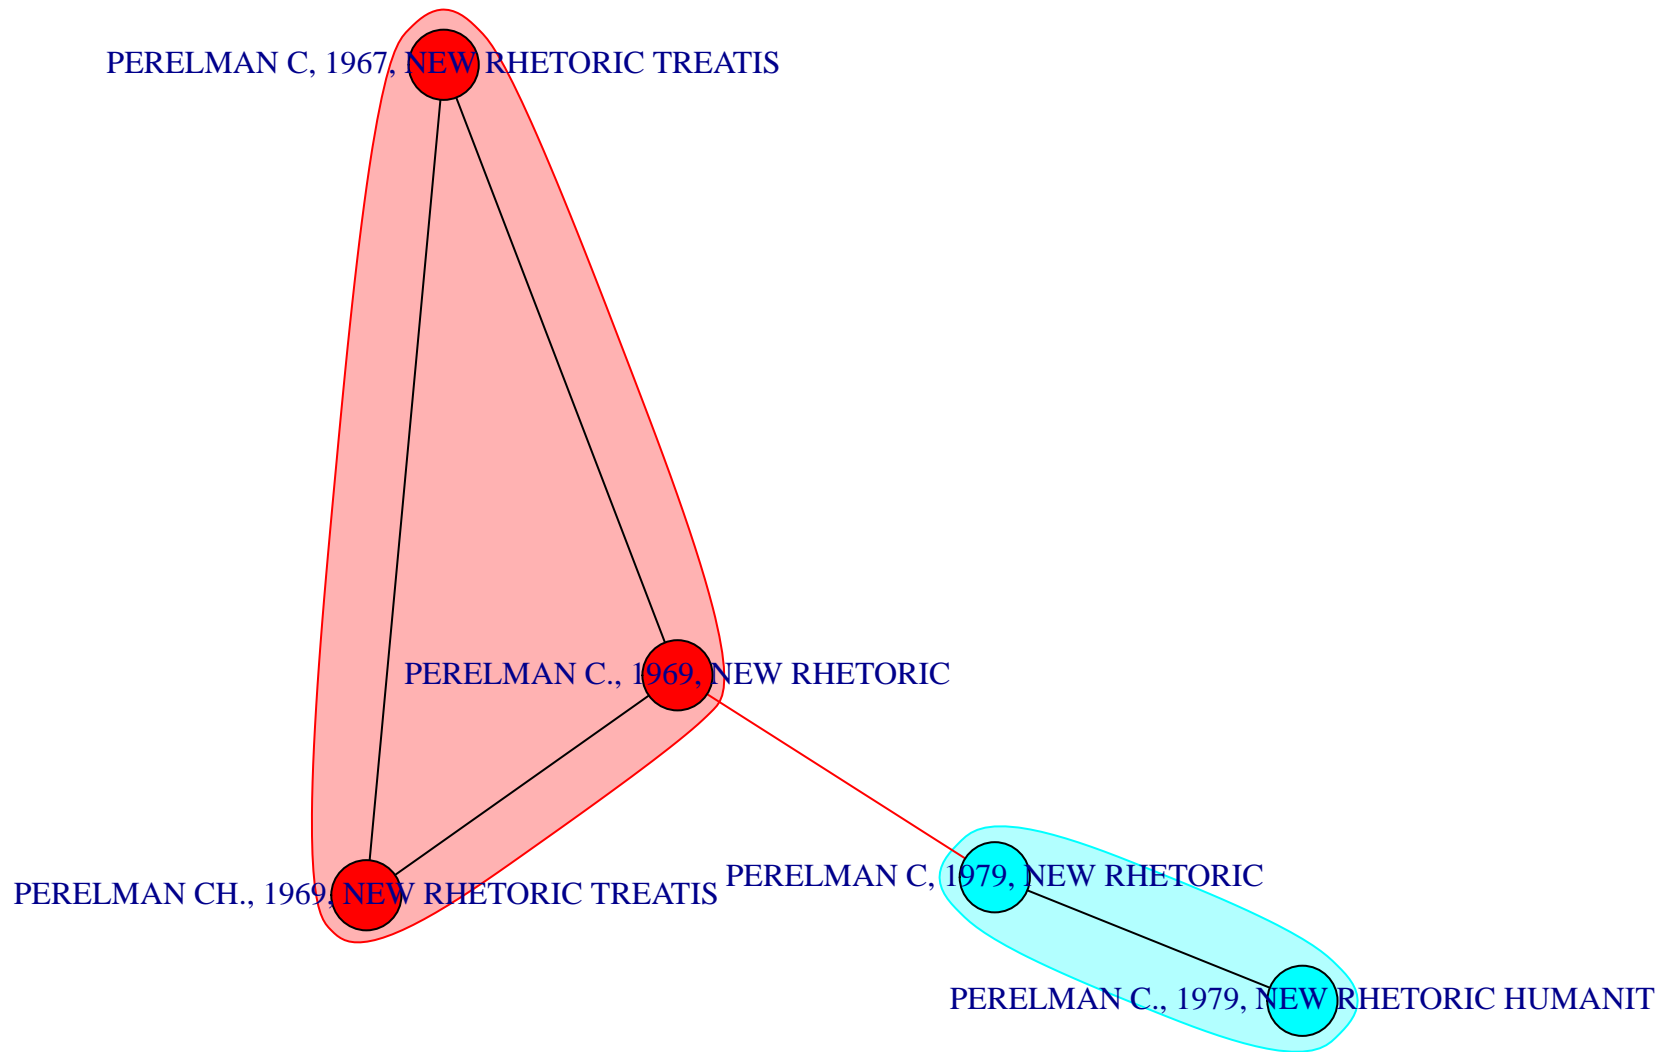 PERELMAN C, 1967, NEW RHETORIC TREATIS
PERELMAN C., 1969, NEW RHETORIC
PERELMAN CH., 1969, NEW RHETORIC TREATIS
PERELMAN C, 1979, NEW RHETORIC
PERELMAN C., 1979, NEW RHETORIC HUMANIT